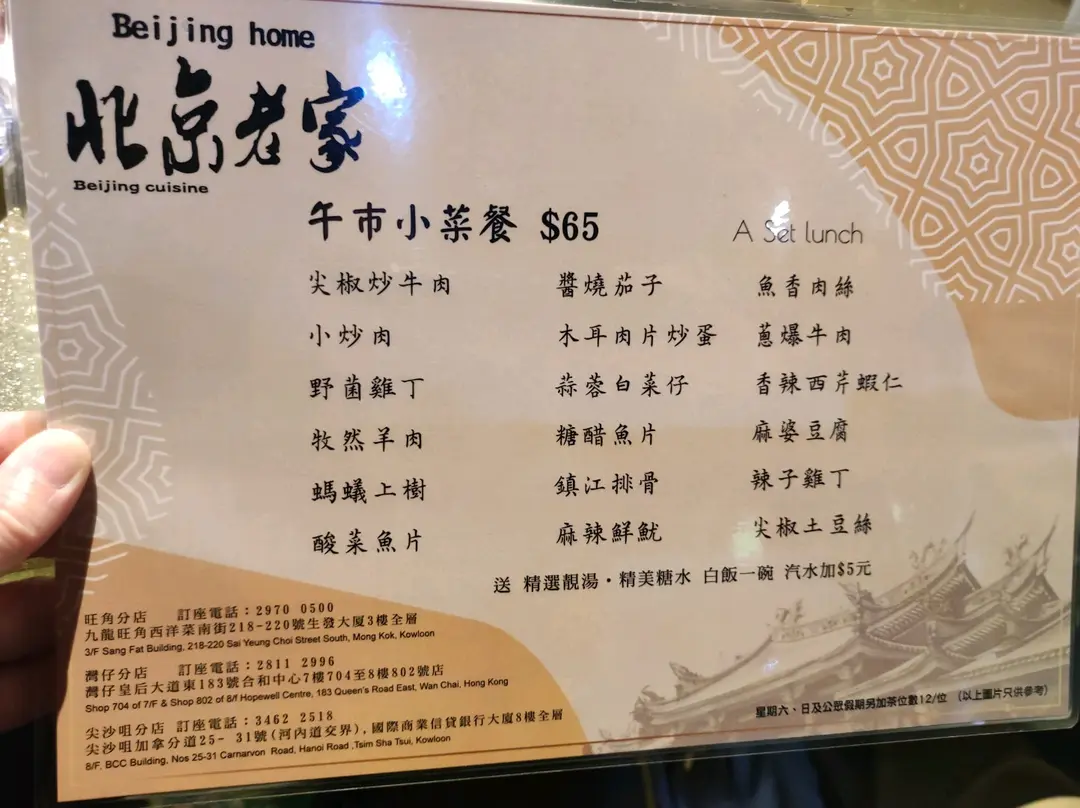 Beijing home
北京老家
Beijing cuisine
午市小菜餐 $65 A Set lunch
尖椒炒牛肉 醬燒茄子 魚香肉絲
小炒肉 木耳肉片炒蛋 蔥爆牛肉
野菌雞丁 蒜蓉白菜仔 香辣西芹蝦仁
牧然羊肉 糖醋魚片 麻婆豆腐
螞蟻上樹 鎮江排骨 辣子雞丁
酸菜魚片 麻辣鮮魷 尖椒土豆絲
送 精選靚湯·精美糖水 白飯一碗 汽水加$5元
旺角分店 訂座電話:2970 0500
九龍旺角西洋菜南街218-220號生發大廈3樓全層
3/F Sang Fat Building, 218-220 Sai Yeung Choi Street South, Mong Kok, Kowloon
灣仔分店 訂座電話:2811 2996
灣仔皇后大道東183號合和中心7樓704至8樓802號店
Shop 704 of 7/F & Shop 802 of 8/f Hopewell Centre, 183 Queen's Road East, Wan Chai, Hong Kong
尖沙咀分店 訂座電話:3462 2518
尖沙咀加拿分道25- 31號(河內道交界),國際商業信貸銀行大廈8樓全層
8/F, BCC Building, Nos 25-31 Carnarvon Road, Hanoi Road ,Tsim Sha Tsui, Kowloon
星期六、日及公眾假期另加茶位數12/位 (以上圖片只供參考)